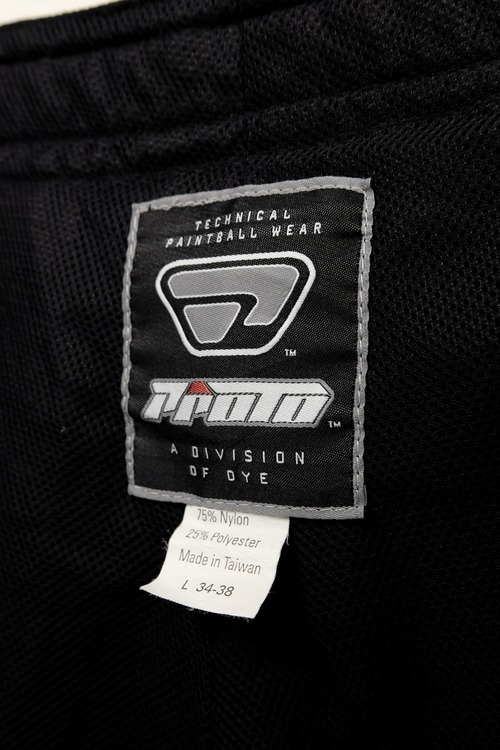 TECHNICAL
PAINTBALL WEAR
TM
PROTO
TM
A DIVISION
OF DYE
75% Nylon
25% Polyester
Made in Taiwan
L 34-38